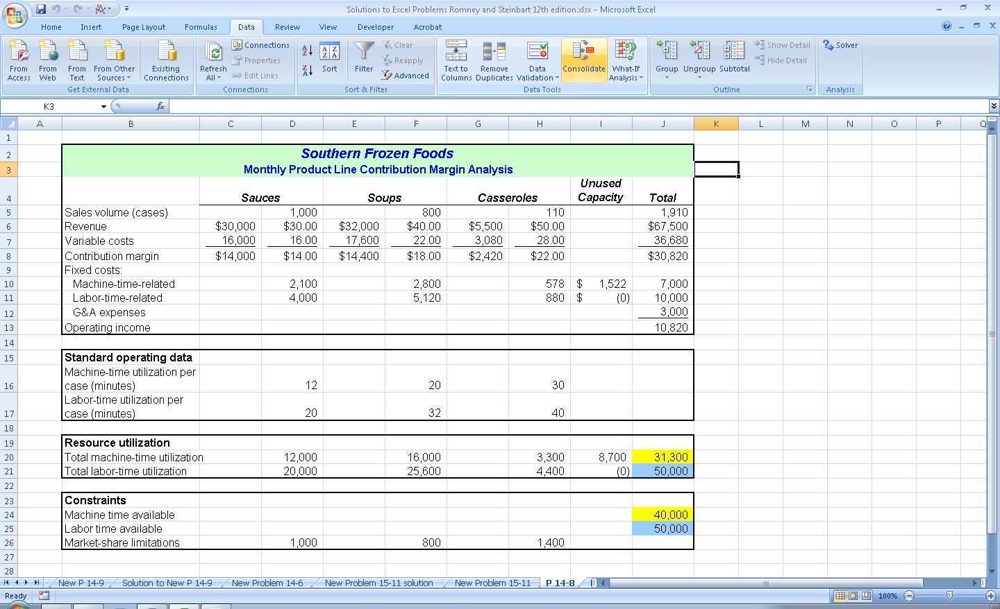 Solutions to Excel Problems Romney and Steinbart 12th edition.xlsx - Microsoft Excel
Home Insert Page Layout Formulas Data Review View Developer Acrobat
From Access From Web From Text From Other Sources Existing Connections
Get External Data
Refresh All Connections Properties Edit Links
Connections
Sort Filter Clear Reapply Advanced
Sort & Filter
Text to Columns Remove Duplicates Data Validation Consolidate What-If Analysis
Data Tools
Group Ungroup Subtotal Show Detail Hide Detail
Outline
Solver
Analysis
K3 fx
A B C D E F G H I J K L M N O P Q
1
2 Southern Frozen Foods
3 Monthly Product Line Contribution Margin Analysis
4 Sauces Soups Casseroles Unused Capacity Total
5 Sales volume (cases) 1,000 800 110 1,910
6 Revenue $30,000 $30.00 $32,000 $40.00 $5,500 $50.00 $67,500
7 Variable costs 16,000 16.00 17,600 22.00 3,080 28.00 36,680
8 Contribution margin $14,000 $14.00 $14,400 $18.00 $2,420 $22.00 $30,820
9 Fixed costs:
10 Machine-time-related 2,100 2,800 578 $ 1,522 7,000
11 Labor-time-related 4,000 5,120 880 $ (0) 10,000
12 G&A expenses 3,000
13 Operating income 10,820
14
15 Standard operating data
Machine-time utilization per
16 case (minutes) 12 20 30
Labor-time utilization per
17 case (minutes) 20 32 40
18
19 Resource utilization
20 Total machine-time utilization 12,000 16,000 3,300 8,700 31,300
21 Total labor-time utilization 20,000 25,600 4,400 (0) 50,000
22
23 Constraints
24 Machine time available 40,000
25 Labor time available 50,000
26 Market-share limitations 1,000 800 1,400
27
28
New P 14-9 Solution to New P 14-9 New Problem 14-6 New Problem 15-11 solution New Problem 15-11 P 14-8
Ready 100%